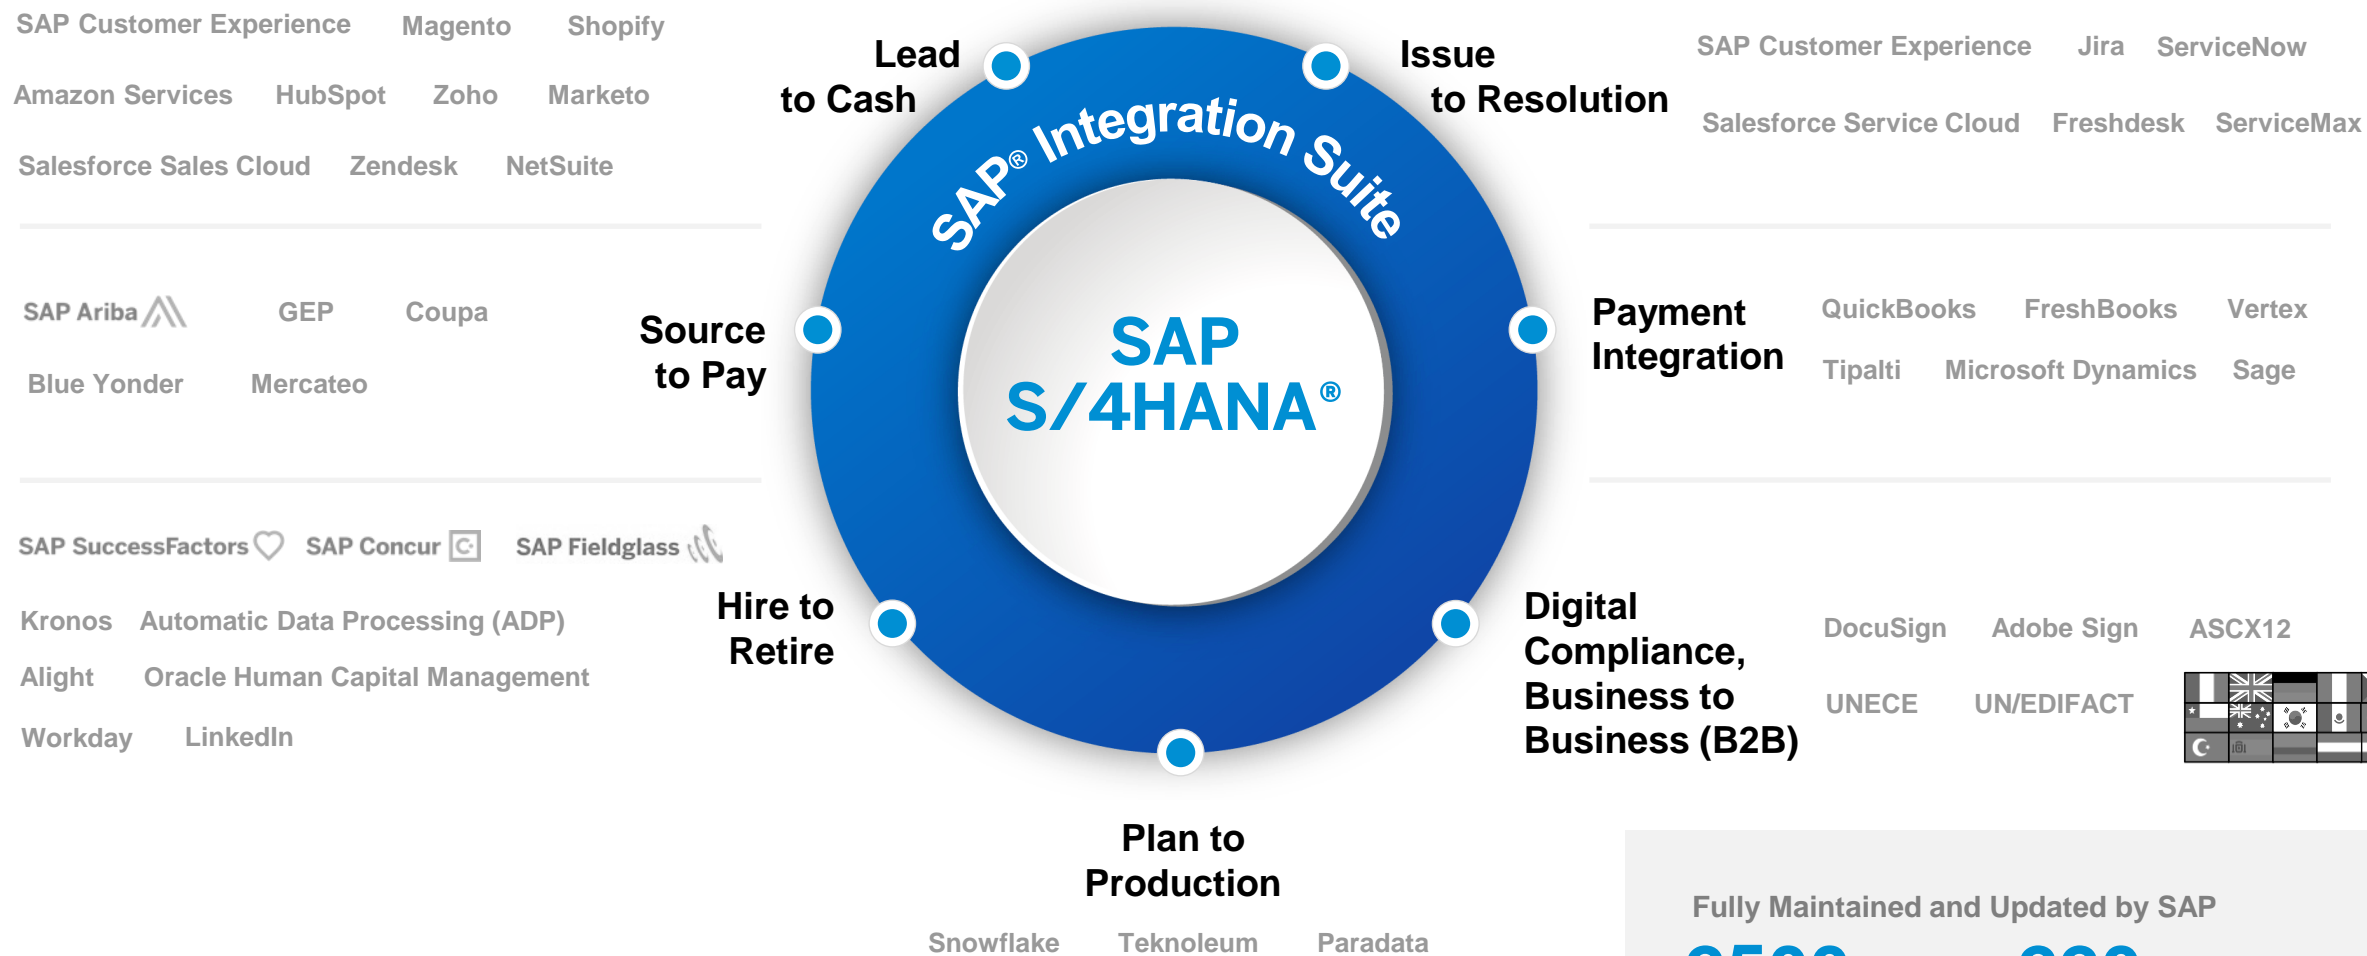 SAP Customer Experience Magento Shopify
Amazon Services HubSpot Zoho Marketo
Salesforce Sales Cloud Zendesk NetSuite
Lead
to Cash
Issue
to Resolution
SAP Customer Experience Jira ServiceNow
Salesforce Service Cloud Freshdesk ServiceMax
SAP® Integration Suite
SAP
S/4HANA®
SAP Ariba GEP Coupa
Blue Yonder Mercateo
Source
to Pay
Payment
Integration
QuickBooks FreshBooks Vertex
Tipalti Microsoft Dynamics Sage
SAP SuccessFactors SAP Concur C. SAP Fieldglass
Kronos Automatic Data Processing (ADP)
Alight Oracle Human Capital Management
Workday LinkedIn
Hire to
Retire
Digital
Compliance,
Business to
Business (B2B)
DocuSign Adobe Sign ASCX12
UNECE UN/EDIFACT
Plan to
Production
Snowflake Teknoleum Paradata
Fully Maintained and Updated by SAP